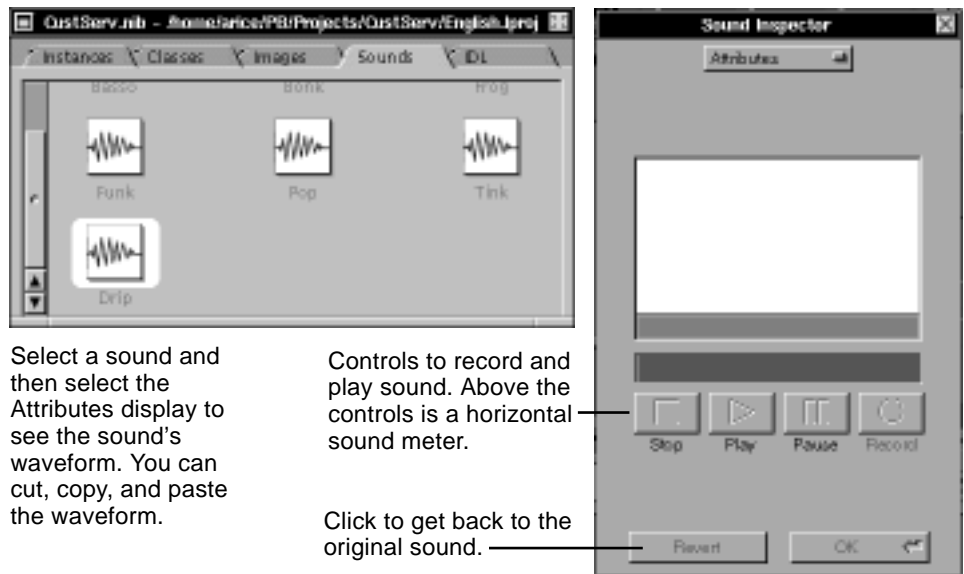 CustServ.nib – /home/arice/PB/Projects/CustServ/English.lproj
Instances
Classes
Images
Sounds
IDL
Basso
Bonk
Frog
Funk
Pop
Tink
Drip
Sound Inspector
Attributes
Stop
Play
Pause
Record
Revert
OK
Select a sound and
then select the
Attributes display to
see the sound’s
waveform. You can
cut, copy, and paste
the waveform.
Controls to record and
play sound. Above the
controls is a horizontal
sound meter.
Click to get back to the
original sound.